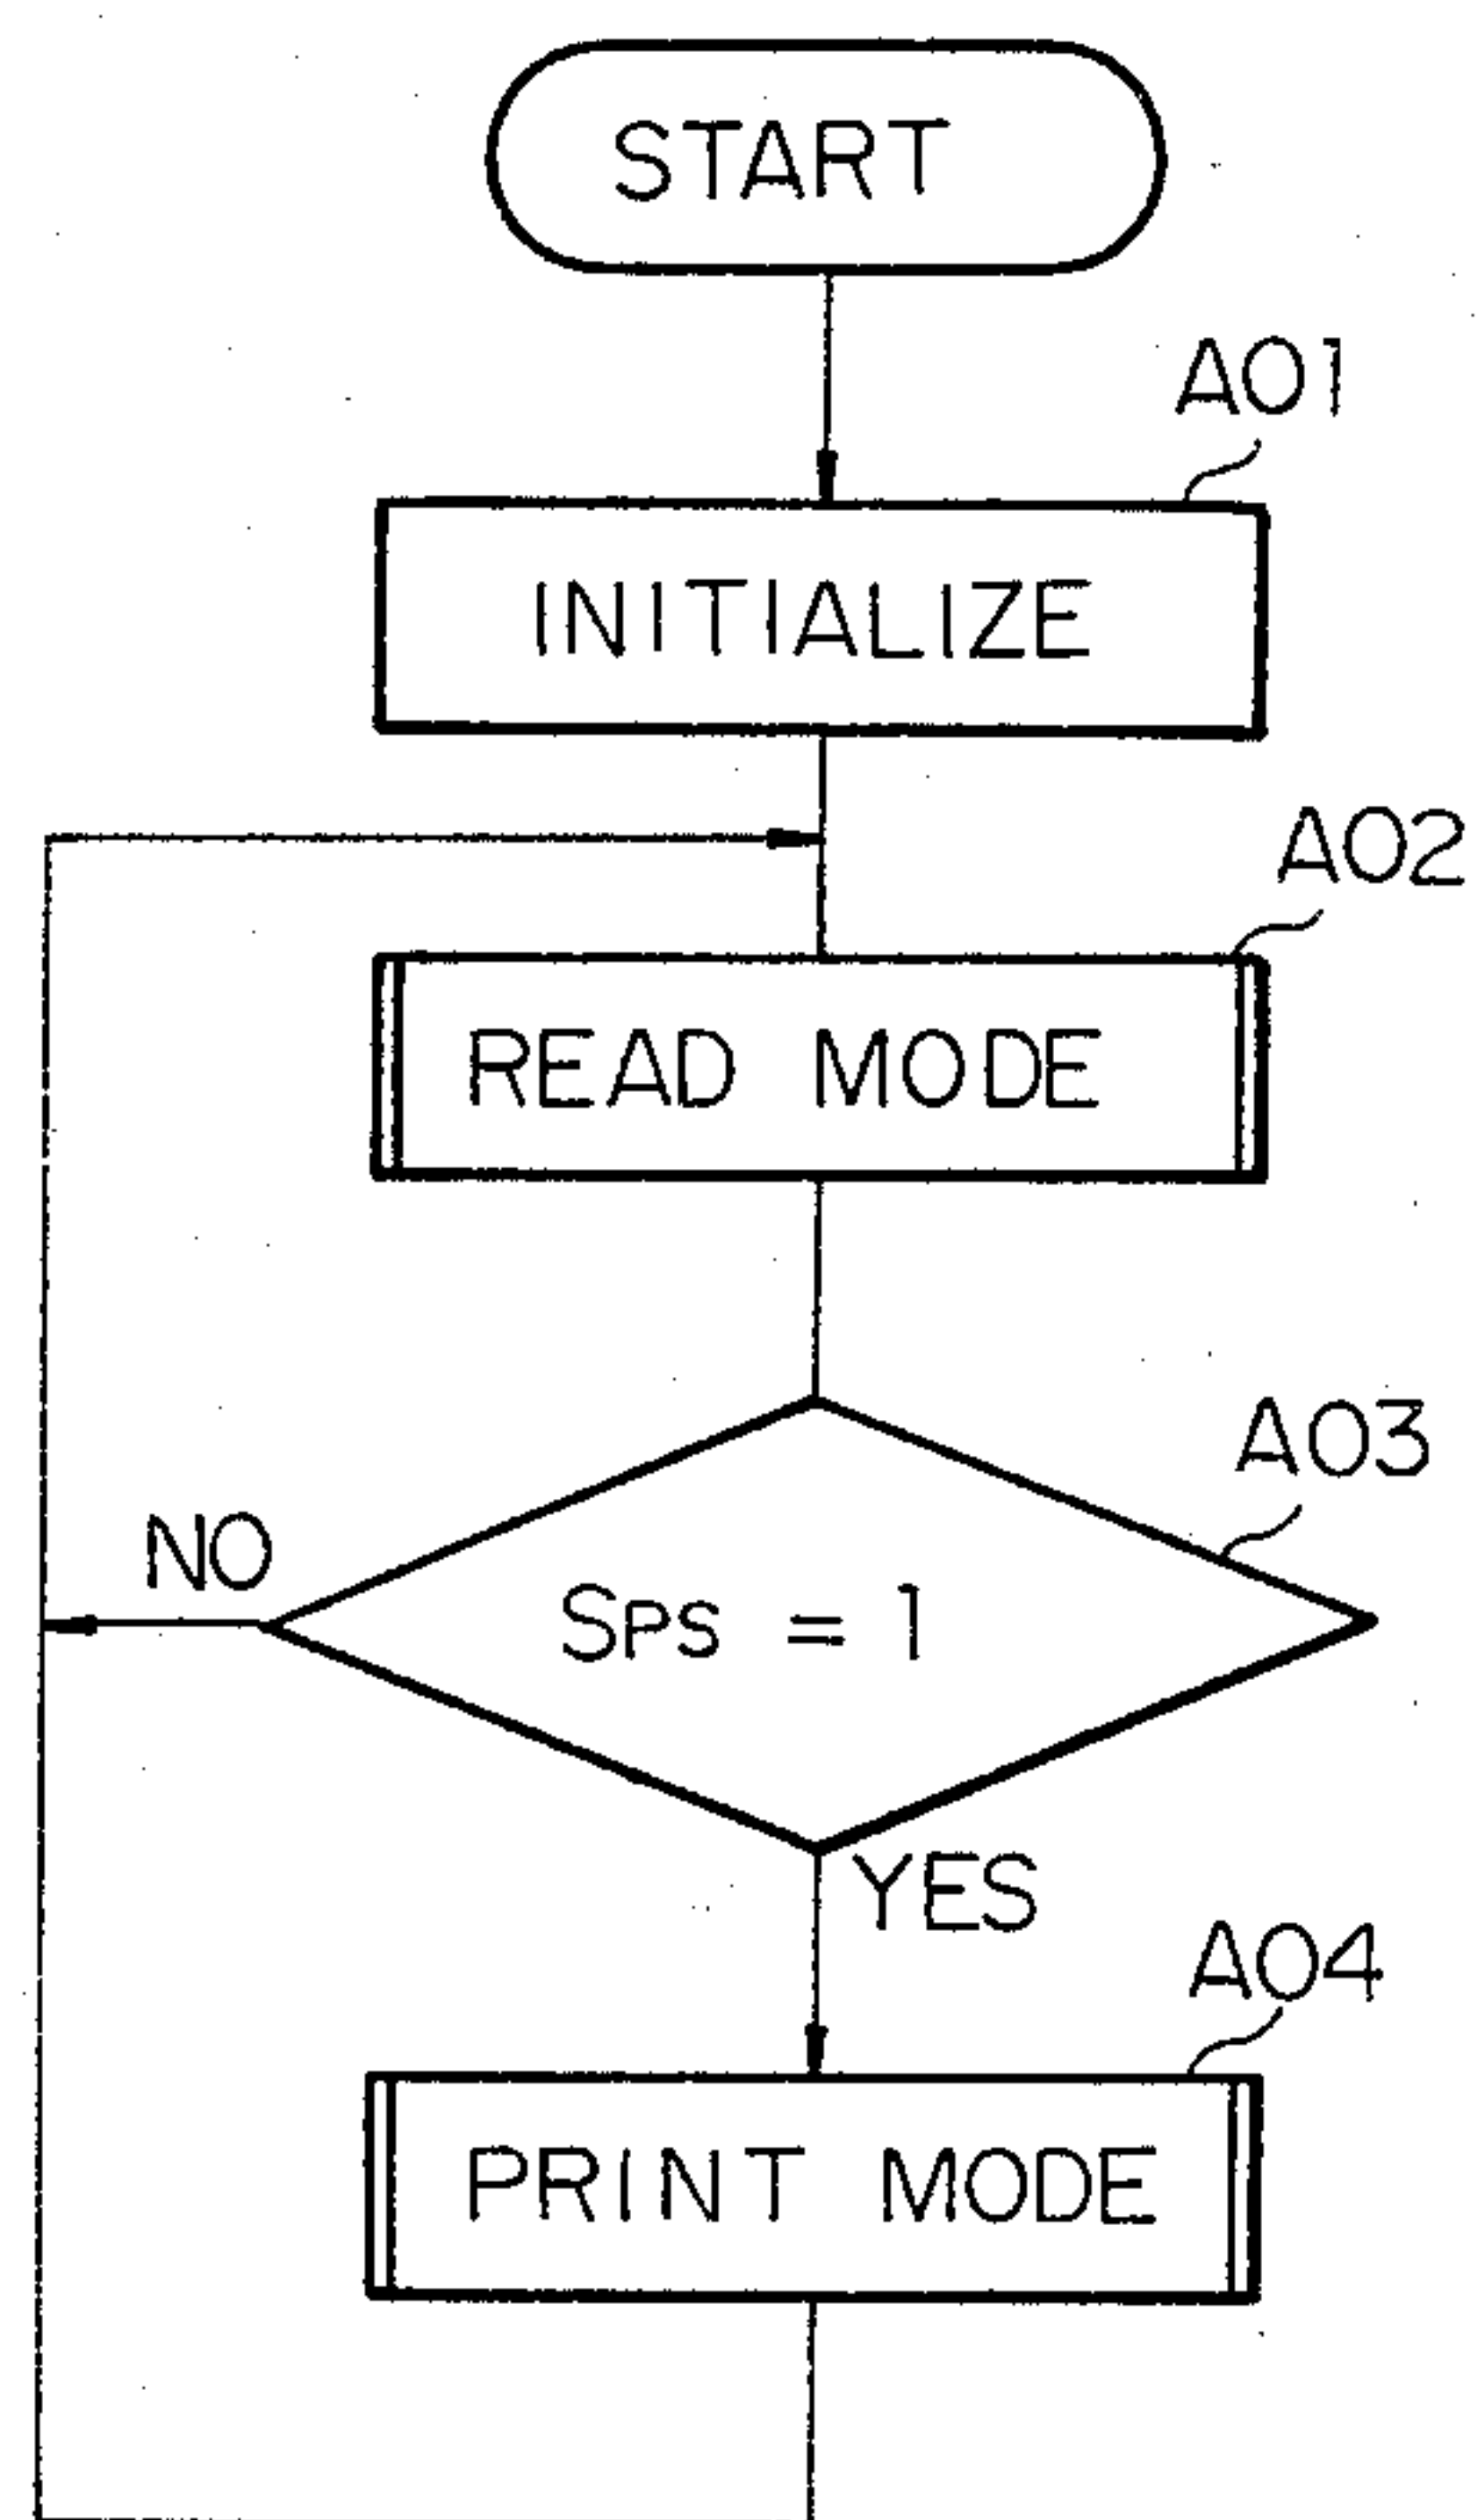 START
A01
INITIALIZE
A02
READ MODE
A03
NO
SPS = 1
YES
A04
PRINT MODE